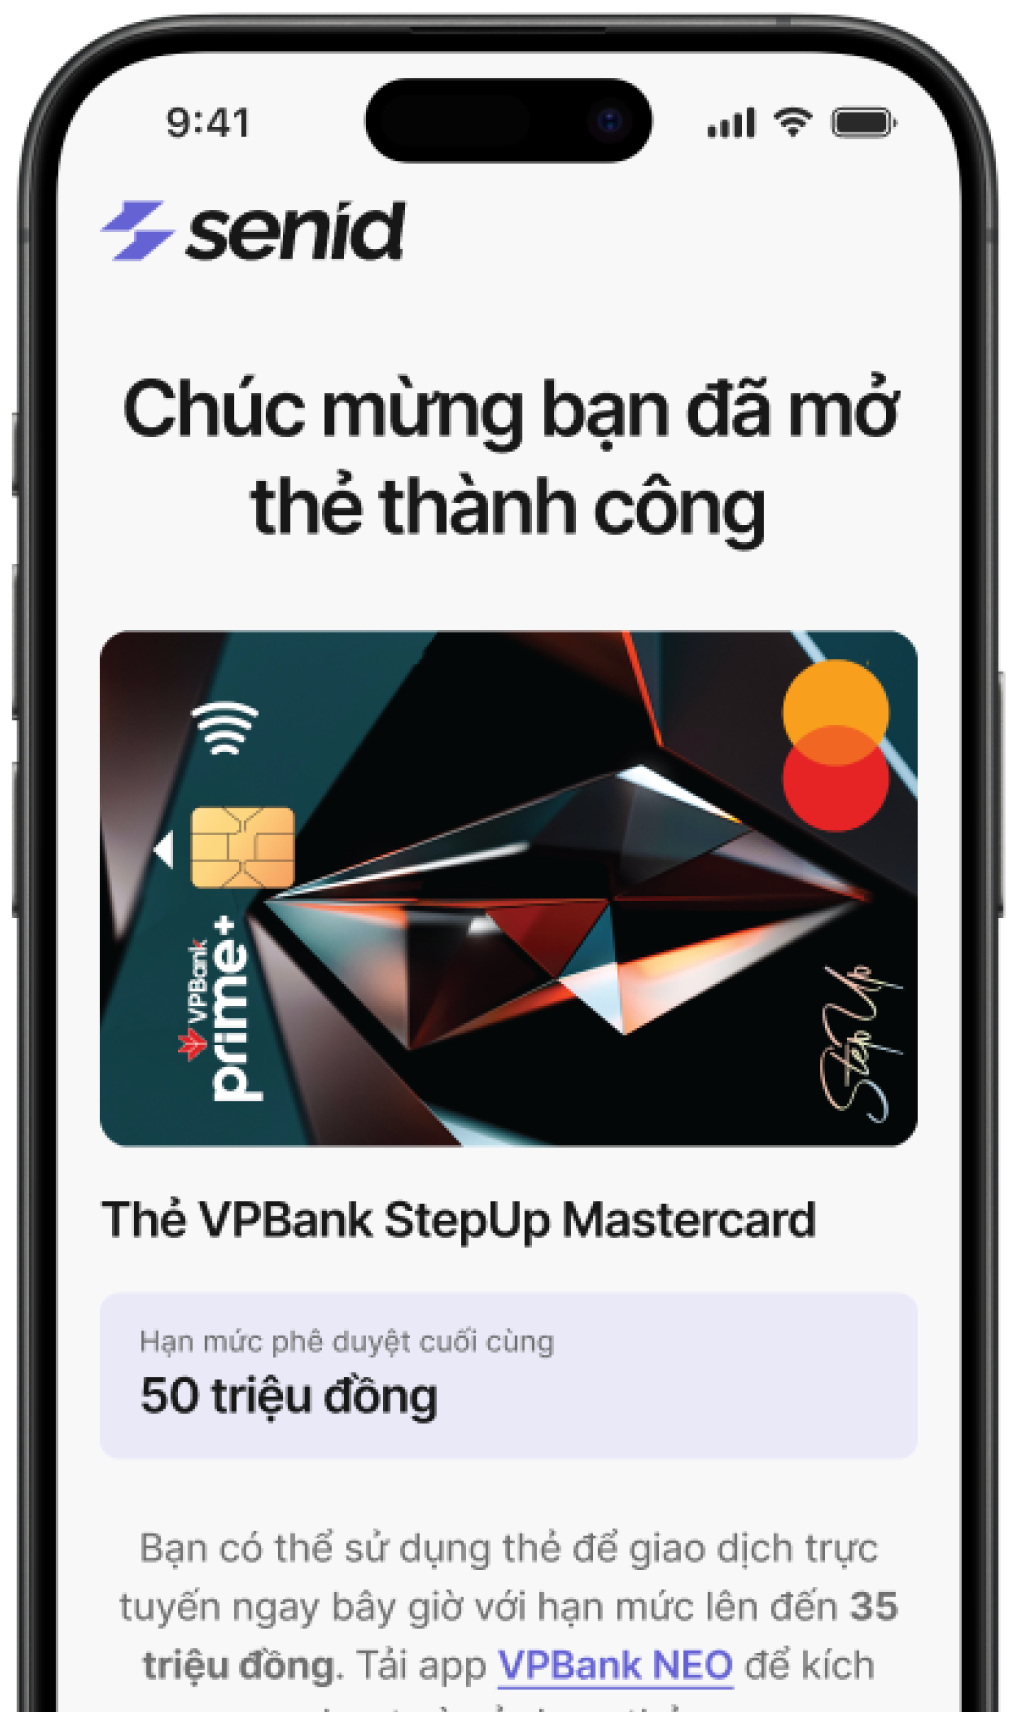 9:41
senid
Chúc mừng bạn đã mở
thẻ thành công
VPBank
prime+
StepUp
Thẻ VPBank StepUp Mastercard
Hạn mức phê duyệt cuối cùng
50 triệu đồng
Bạn có thể sử dụng thẻ để giao dịch trực
tuyến ngay bây giờ với hạn mức lên đến 35
triệu đồng. Tải app VPBank NEO để kích